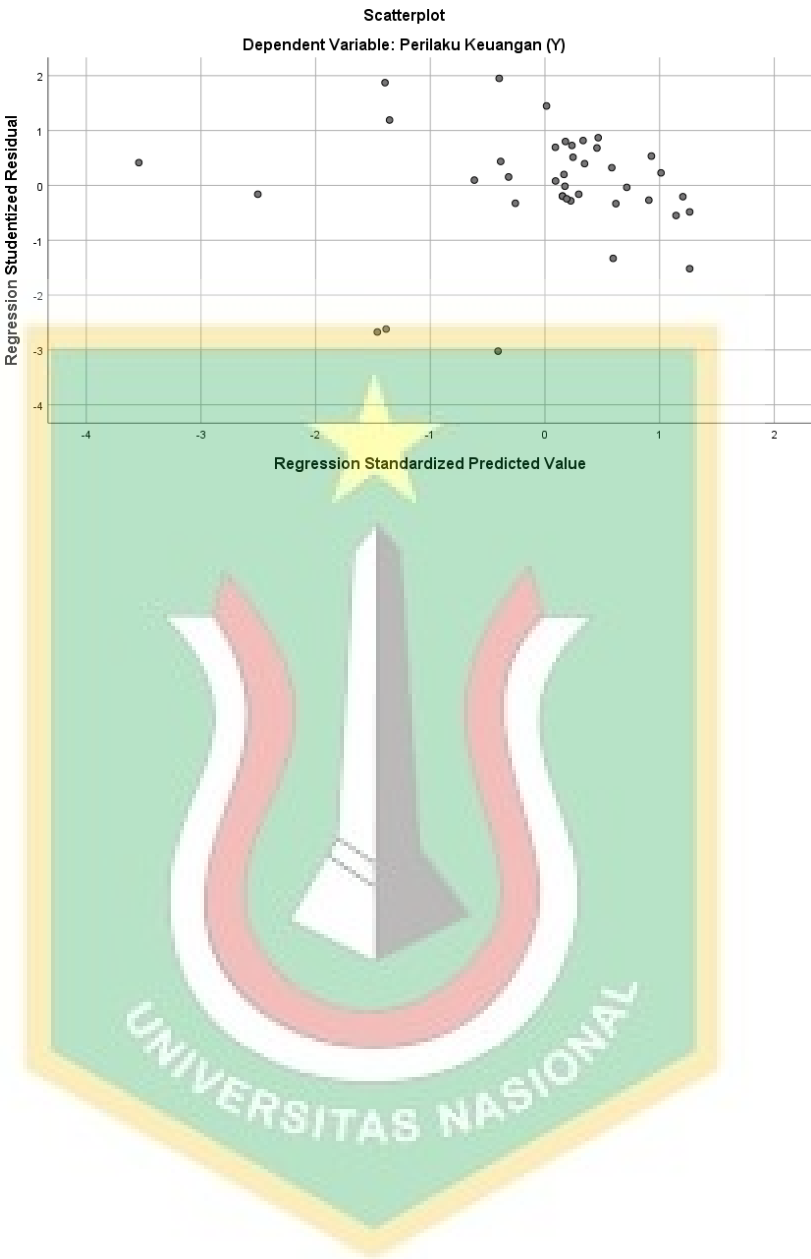 Scatterplot
Dependent Variable: Perilaku Keuangan (Y)
Regression Studentized Residual
2
1
0
-1
-2
-3
-4
-4 -3 -2 -1 0 1 2
Regression Standardized Predicted Value
UNIVERSITAS NASIONAL